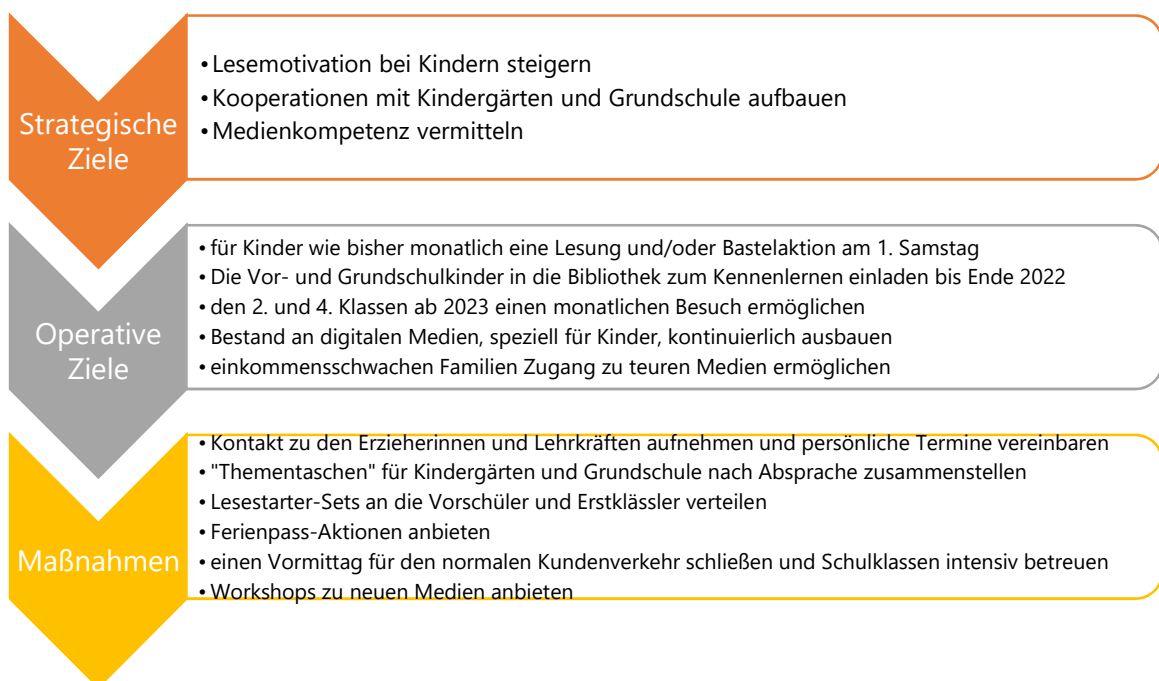 Strategische
Ziele
• Lesemotivation bei Kindern steigern
• Kooperationen mit Kindergärten und Grundschule aufbauen
• Medienkompetenz vermitteln
Operative
Ziele
• für Kinder wie bisher monatlich eine Lesung und/oder Bastelaktion am 1. Samstag
• Die Vor- und Grundschulkinder in die Bibliothek zum Kennenlernen einladen bis Ende 2022
• den 2. und 4. Klassen ab 2023 einen monatlichen Besuch ermöglichen
• Bestand an digitalen Medien, speziell für Kinder, kontinuierlich ausbauen
• einkommensschwachen Familien Zugang zu teuren Medien ermöglichen
Maßnahmen
• Kontakt zu den Erzieherinnen und Lehrkräften aufnehmen und persönliche Termine vereinbaren
• "Thementaschen" für Kindergärten und Grundschule nach Absprache zusammenstellen
• Lesestarter-Sets an die Vorschüler und Erstklässler verteilen
• Ferienpass-Aktionen anbieten
• einen Vormittag für den normalen Kundenverkehr schließen und Schulklassen intensiv betreuen
• Workshops zu neuen Medien anbieten